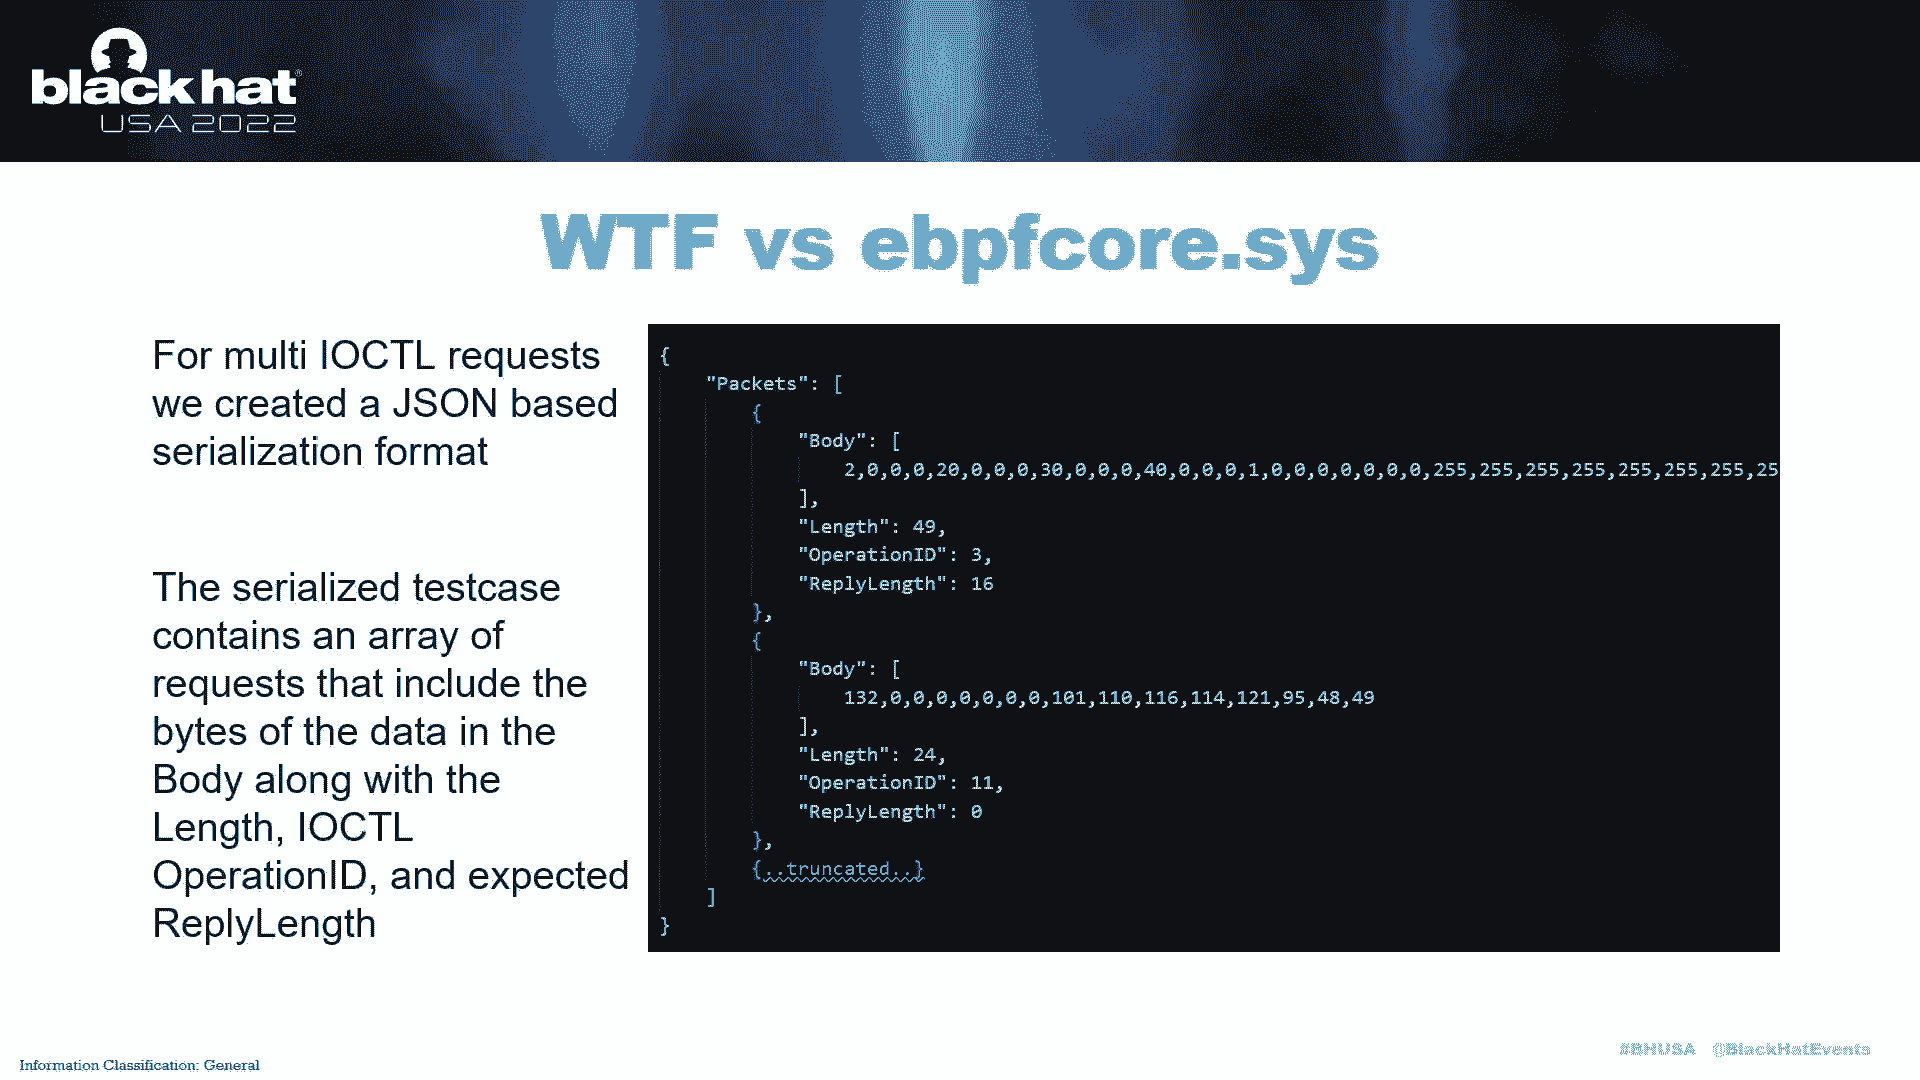 black hat®
USA 2022
WTF vs ebpfcore.sys
For multi IOCTL requests
we created a JSON based
serialization format
The serialized testcase
contains an array of
requests that include the
bytes of the data in the
Body along with the
Length, IOCTL
OperationID, and expected
ReplyLength
{
"Packets": [
{
"Body": [
2,0,0,0,20,0,0,0,30,0,0,0,40,0,0,0,1,0,0,0,0,0,0,0,255,255,255,255,255,255,255,25
],
"Length": 49,
"OperationID": 3,
"ReplyLength": 16
},
{
"Body": [
132,0,0,0,0,0,0,0,101,110,116,114,121,95,48,49
],
"Length": 24,
"OperationID": 11,
"ReplyLength": 0
},
{..truncated..}
]
}
#BHUSA @BlackHatEvents
Information Classification: General